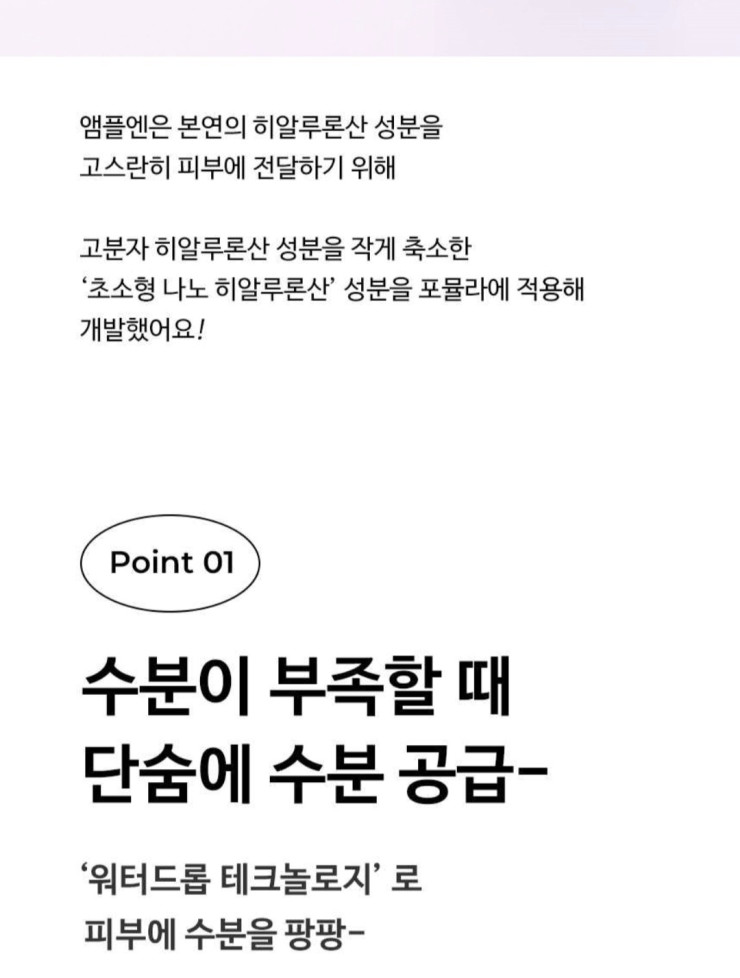 앰플엔은 본연의 히알루론산 성분을
고스란히 피부에 전달하기 위해
고분자 히알루론산 성분을 작게 축소한
‘초소형 나노 히알루론산’ 성분을 포뮬라에 적용해
개발했어요!
Point 01
수분이 부족할 때
단숨에 수분 공급-
‘워터드롭 테크놀로지’ 로
피부에 수분을 팡팡-